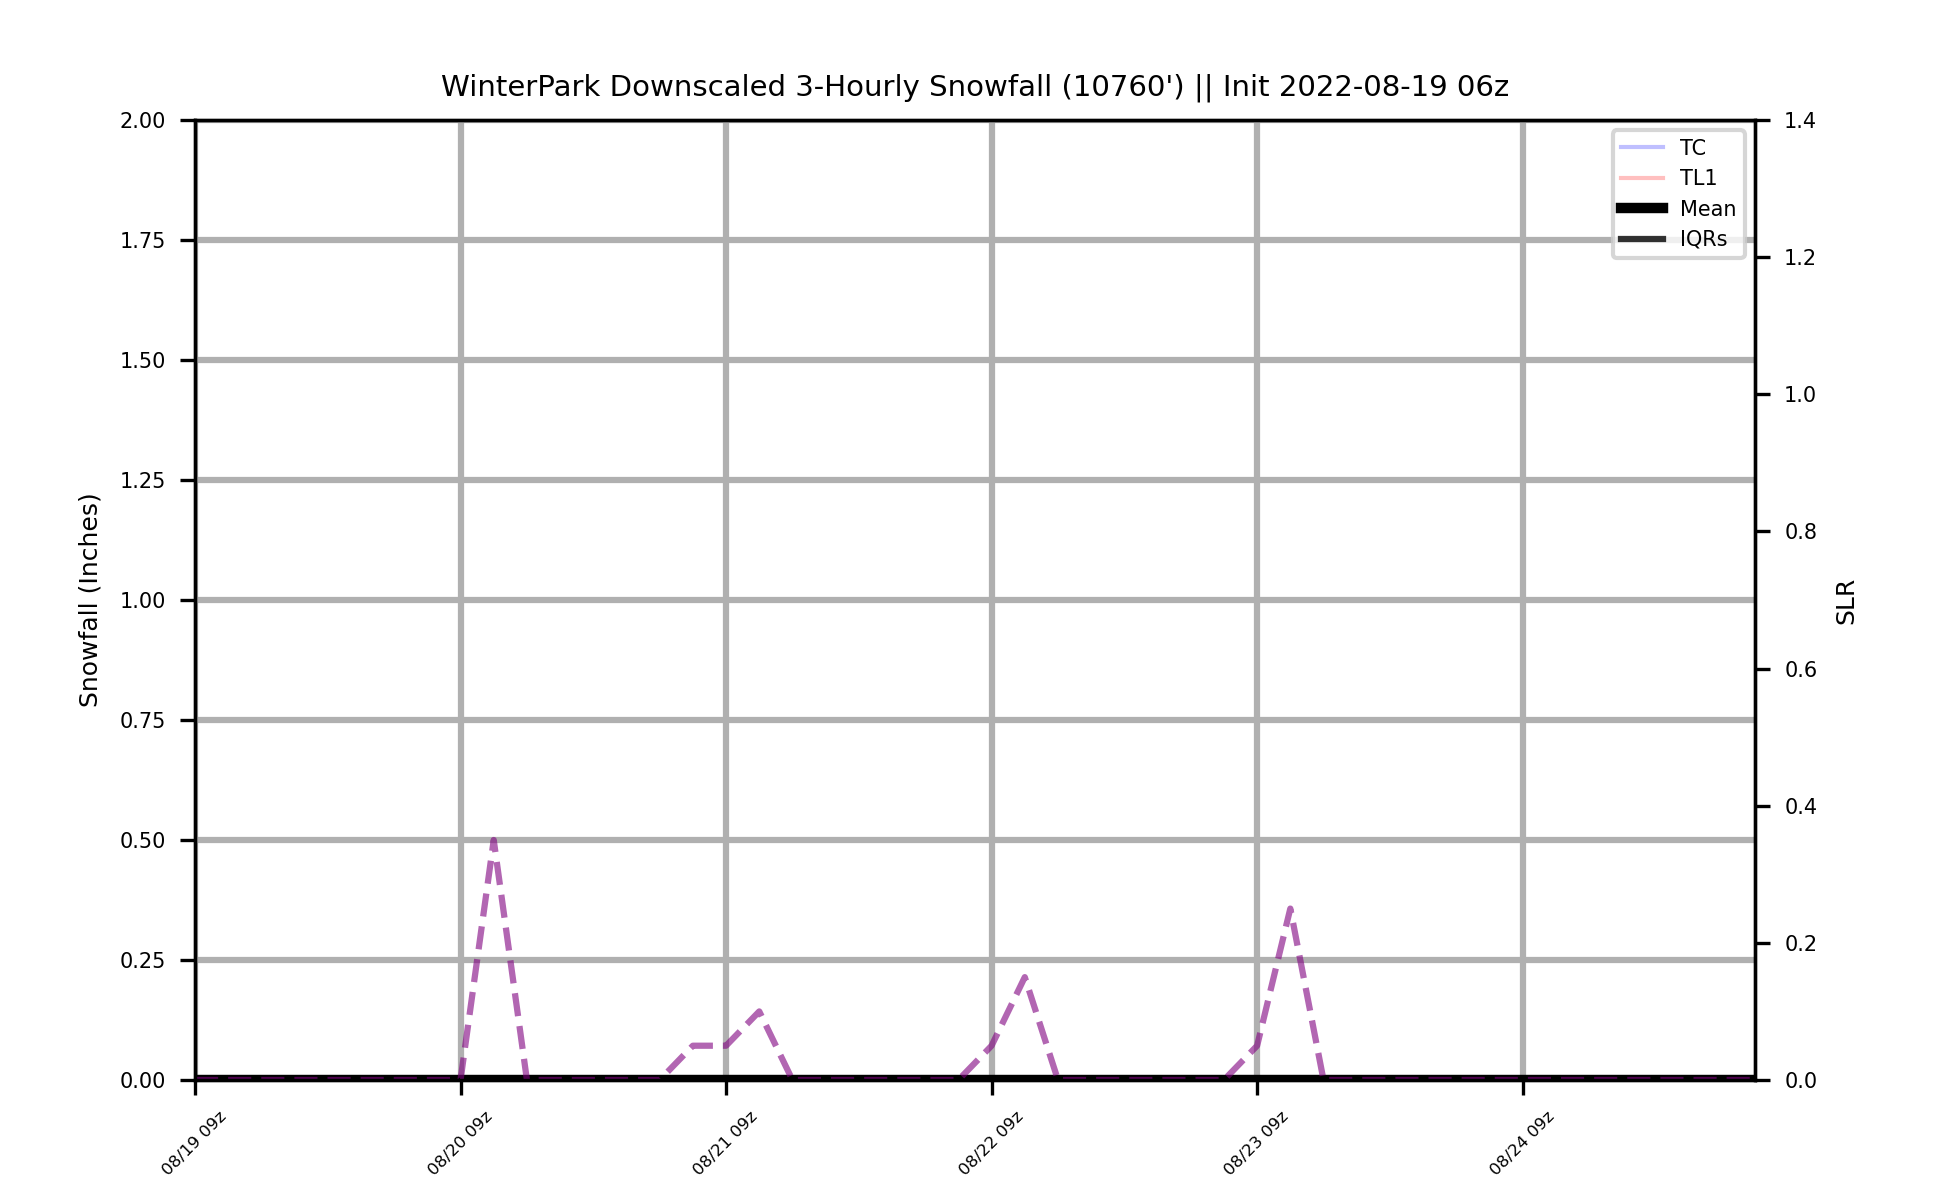 WinterPark Downscaled 3-Hourly Snowfall (10760') || Init 2022-08-19 06z
2.00
1.75
1.50
1.25
1.00
0.75
0.50
0.25
0.00
Snowfall (Inches)
TC
TL1
Mean
IQRs
1.4
1.2
1.0
0.8
0.6
0.4
0.2
0.0
SLR
08/19 09z
08/20 09z
08/21 09z
08/22 09z
08/23 09z
08/24 09z